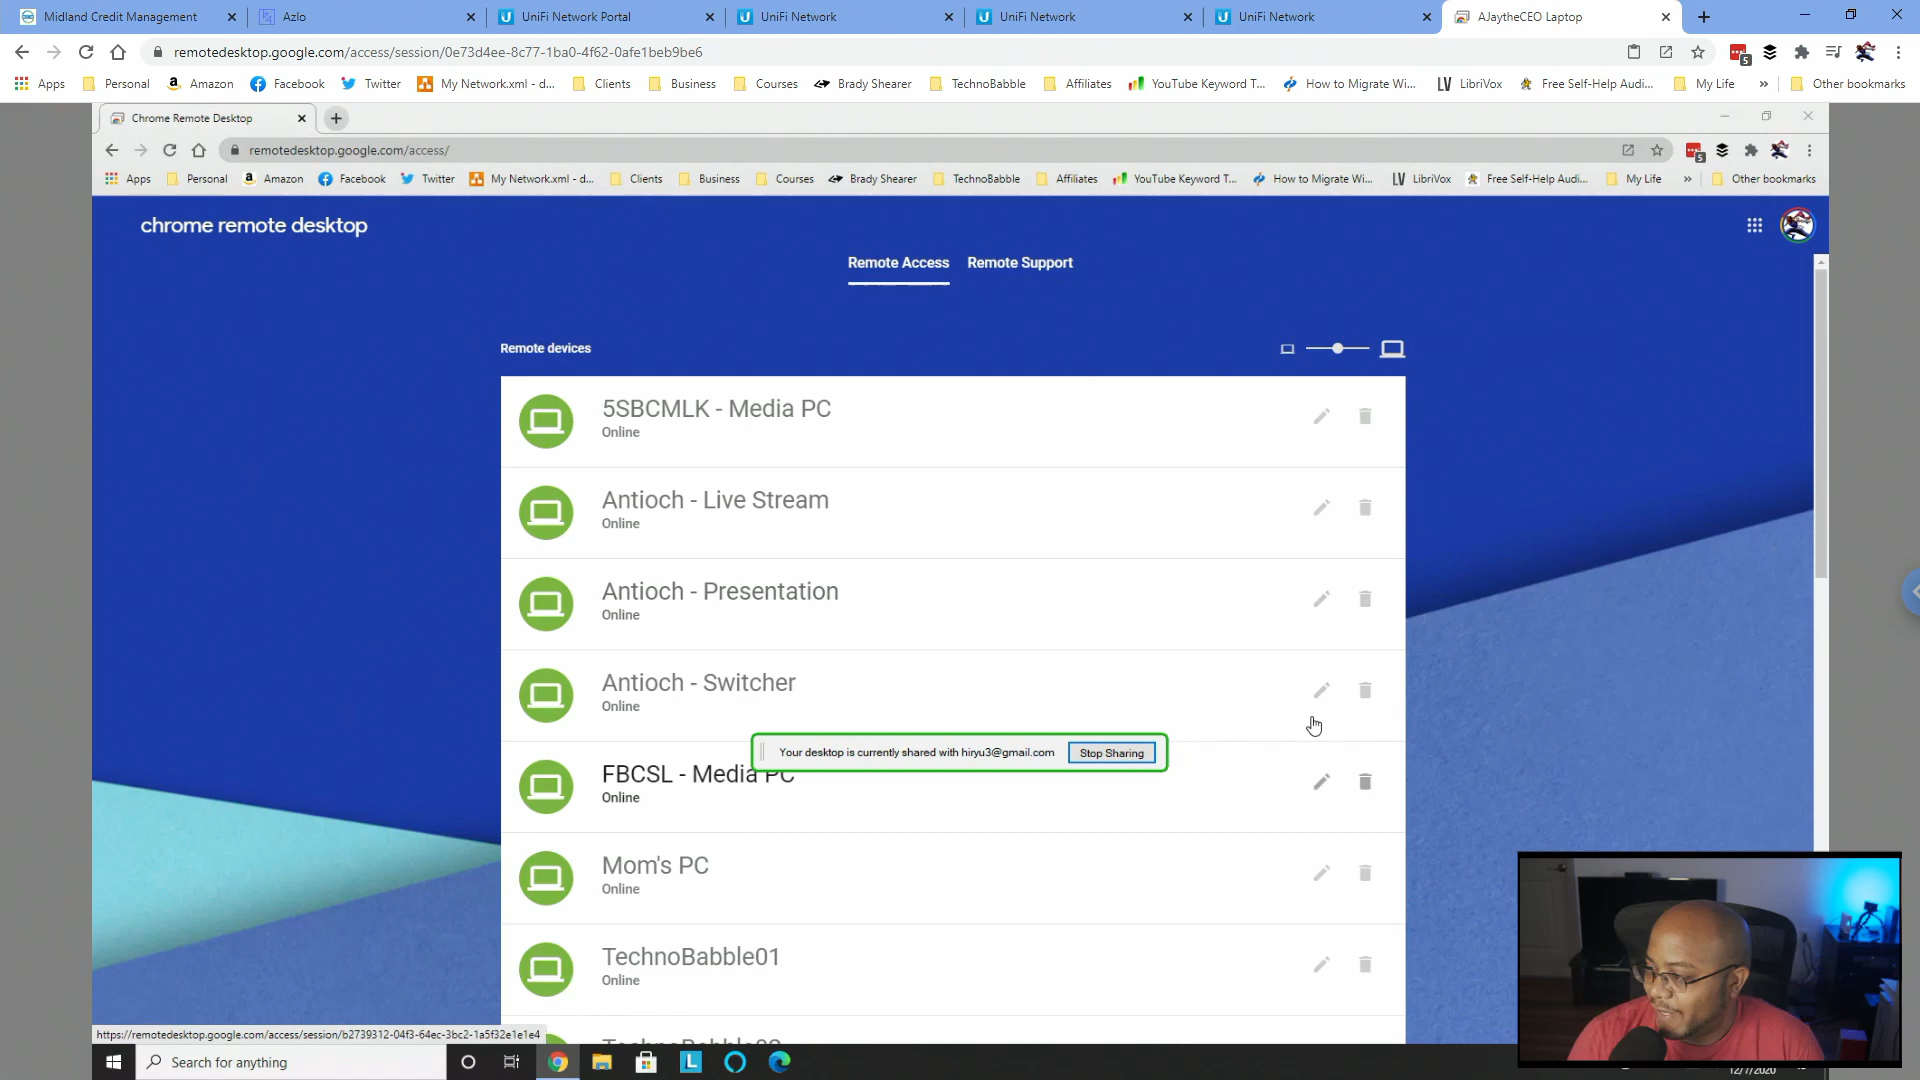 Midland Credit Management
Azlo
UniFi Network Portal
UniFi Network
UniFi Network
UniFi Network
AJaytheCEO Laptop
remotedesktop.google.com/access/session/0e73d4ee-8c77-1ba0-4f62-0afe1beb9be6
5
Apps
Personal
Amazon
Facebook
Twitter
My Network.xml - d...
Clients
Business
Courses
Brady Shearer
TechnoBabble
Affiliates
YouTube Keyword T...
How to Migrate Wi...
LV LibriVox
Free Self-Help Audi...
My Life
»
Other bookmarks
Chrome Remote Desktop
remotedesktop.google.com/access/
5
Apps
Personal
Amazon
Facebook
Twitter
My Network.xml - d...
Clients
Business
Courses
Brady Shearer
TechnoBabble
Affiliates
YouTube Keyword T...
How to Migrate Wi...
LV LibriVox
Free Self-Help Audi...
My Life
»
Other bookmarks
chrome remote desktop
Remote Access
Remote Support
Remote devices
5SBCMLK - Media PC
Online
Antioch - Live Stream
Online
Antioch - Presentation
Online
Antioch - Switcher
Online
Your desktop is currently shared with hiryu3@gmail.com
Stop Sharing
FBCSL - Media PC
Online
Mom's PC
Online
TechnoBabble01
Online
https://remotedesktop.google.com/access/session/b2739312-04f3-64ec-3bc2-1a5f32e1e1e4
Search for anything
12/7/2020